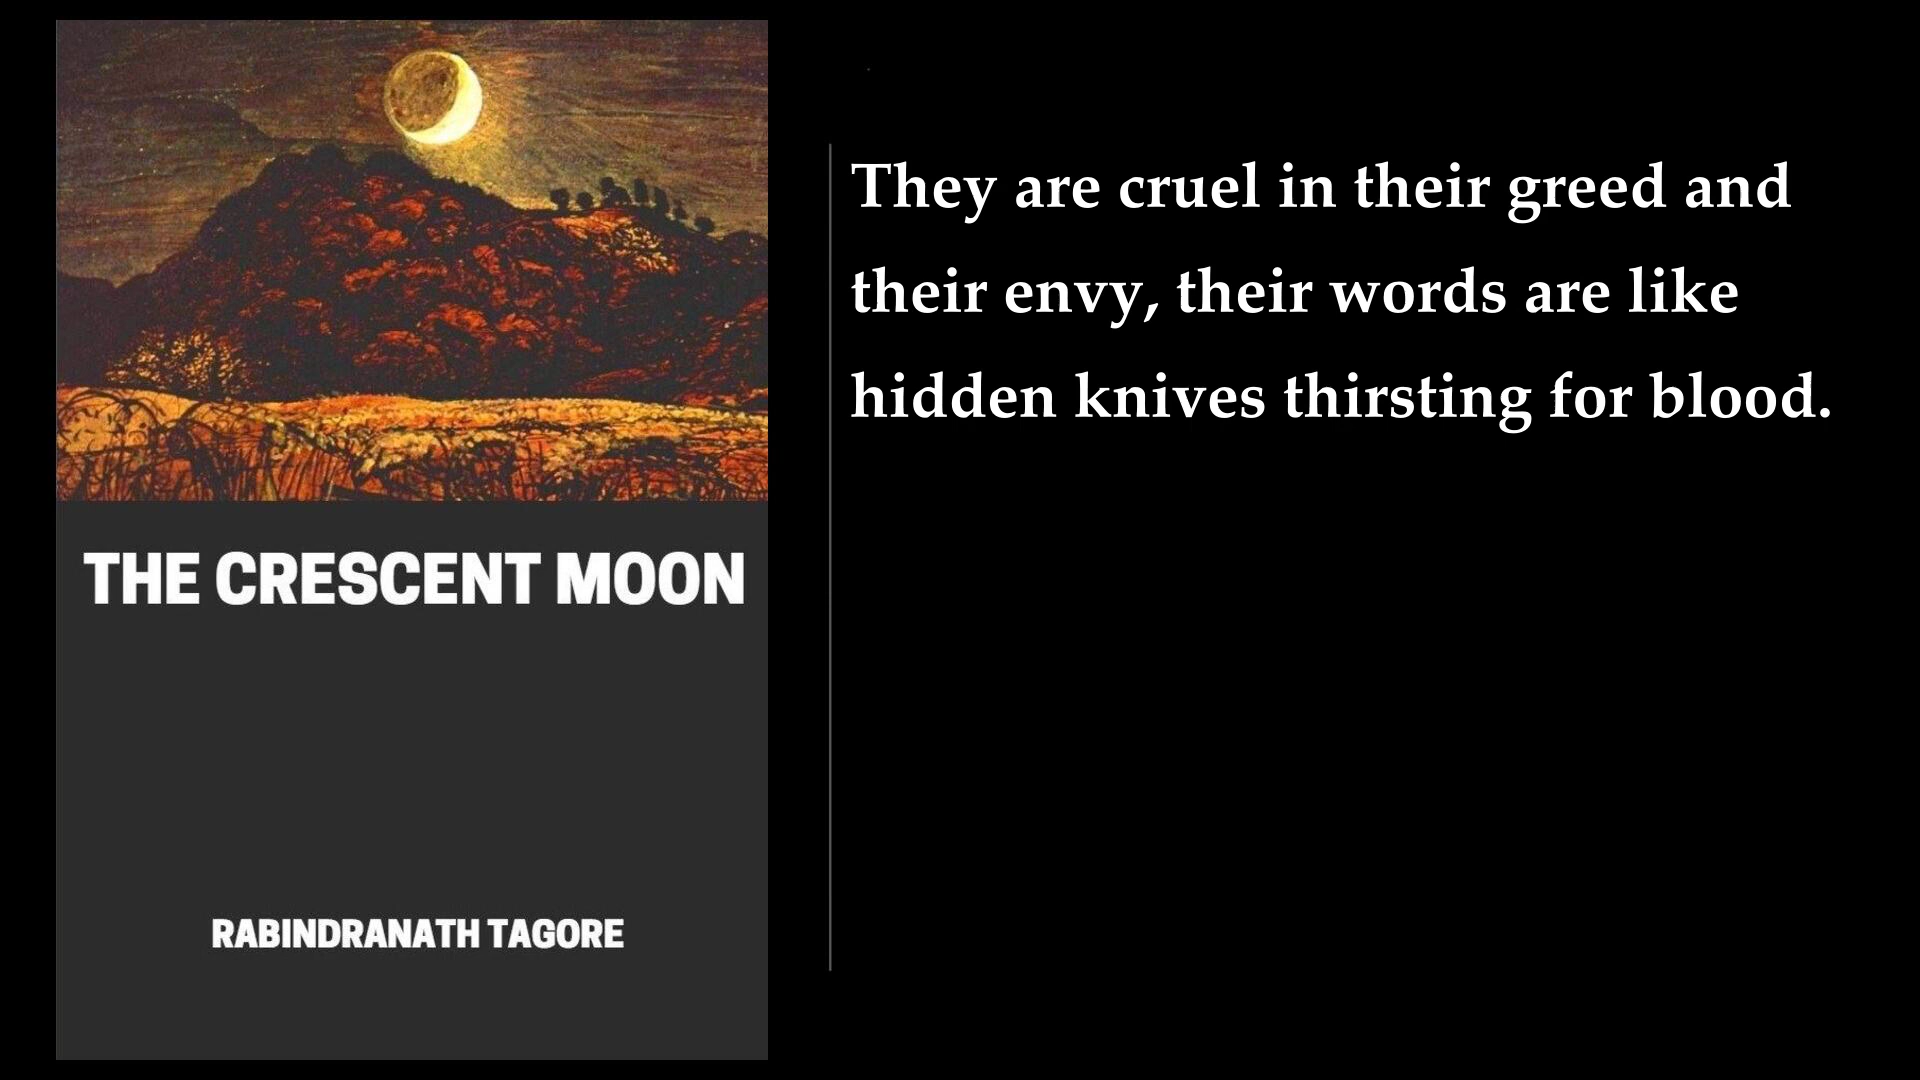 THE CRESCENT MOON
RABINDRANATH TAGORE
They are cruel in their greed and
their envy, their words are like
hidden knives thirsting for blood.